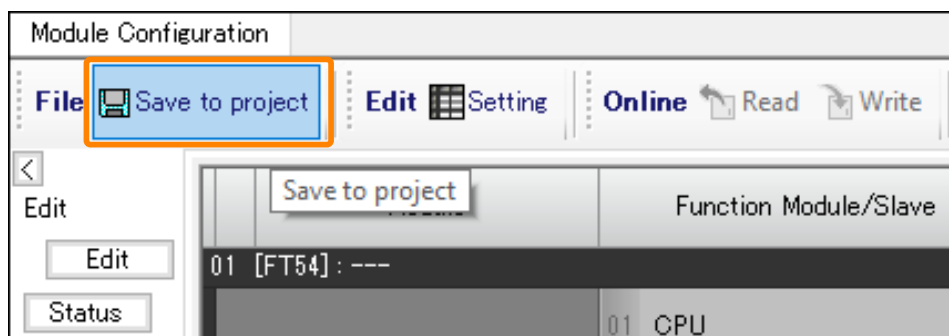 Module Configuration
File Save to project Edit Setting Online Read Write
Edit
Save to project
Function Module/Slave
Edit
01 [FT54] : ---
Status
01 CPU